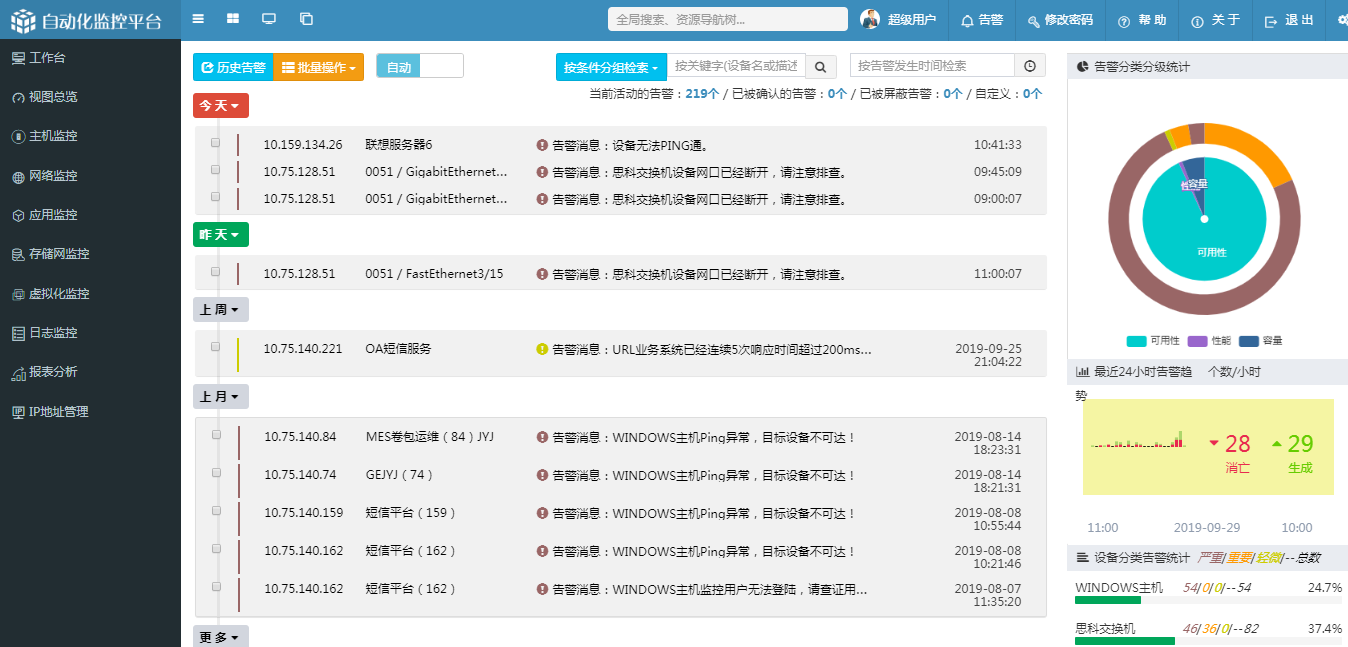 自动化监控平台
全局搜索、资源导航树...
超级用户
告警
修改密码
帮 助
关 于
退 出
工作台
视图总览
主机监控
网络监控
应用监控
存储网监控
虚拟化监控
日志监控
报表分析
IP地址管理
历史告警
批量操作
自动
按条件分组检索
按关键字(设备名或描述
按告警发生时间检索
当前活动的告警：219个 / 已被确认的告警：0个 / 已被屏蔽告警：0个 / 自定义：0个
今 天
10.159.134.26 联想服务器6 告警消息：设备无法PING通。 10:41:33
10.75.128.51 0051 / GigabitEthernet... 告警消息：思科交换机设备网口已经断开，请注意排查。 09:45:09
10.75.128.51 0051 / GigabitEthernet... 告警消息：思科交换机设备网口已经断开，请注意排查。 09:00:07
昨 天
10.75.128.51 0051 / FastEthernet3/15 告警消息：思科交换机设备网口已经断开，请注意排查。 11:00:07
上 周
10.75.140.221 OA短信服务 告警消息：URL业务系统已经连续5次响应时间超过200ms... 2019-09-25
21:04:22
上 月
10.75.140.84 MES卷包运维（84）JYJ 告警消息：WINDOWS主机Ping异常，目标设备不可达！ 2019-08-14
18:23:31
10.75.140.74 GEJYJ（74） 告警消息：WINDOWS主机Ping异常，目标设备不可达！ 2019-08-14
18:21:31
10.75.140.159 短信平台（159） 告警消息：WINDOWS主机Ping异常，目标设备不可达！ 2019-08-08
10:55:44
10.75.140.162 短信平台（162） 告警消息：WINDOWS主机Ping异常，目标设备不可达！ 2019-08-08
10:21:46
10.75.140.162 短信平台（162） 告警消息：WINDOWS主机监控用户无法登陆，请查证用... 2019-08-07
11:35:20
更 多
告警分类分级统计
性 容量
可用性
可用性 性能 容量
最近24小时告警趋 个数/小时
势
28 29
消亡 生成
11:00 2019-09-29 10:00
设备分类告警统计 严重/重要/轻微/--总数
WINDOWS主机 54/0/0/--54 24.7%
思科交换机 46/36/0/--82 37.4%